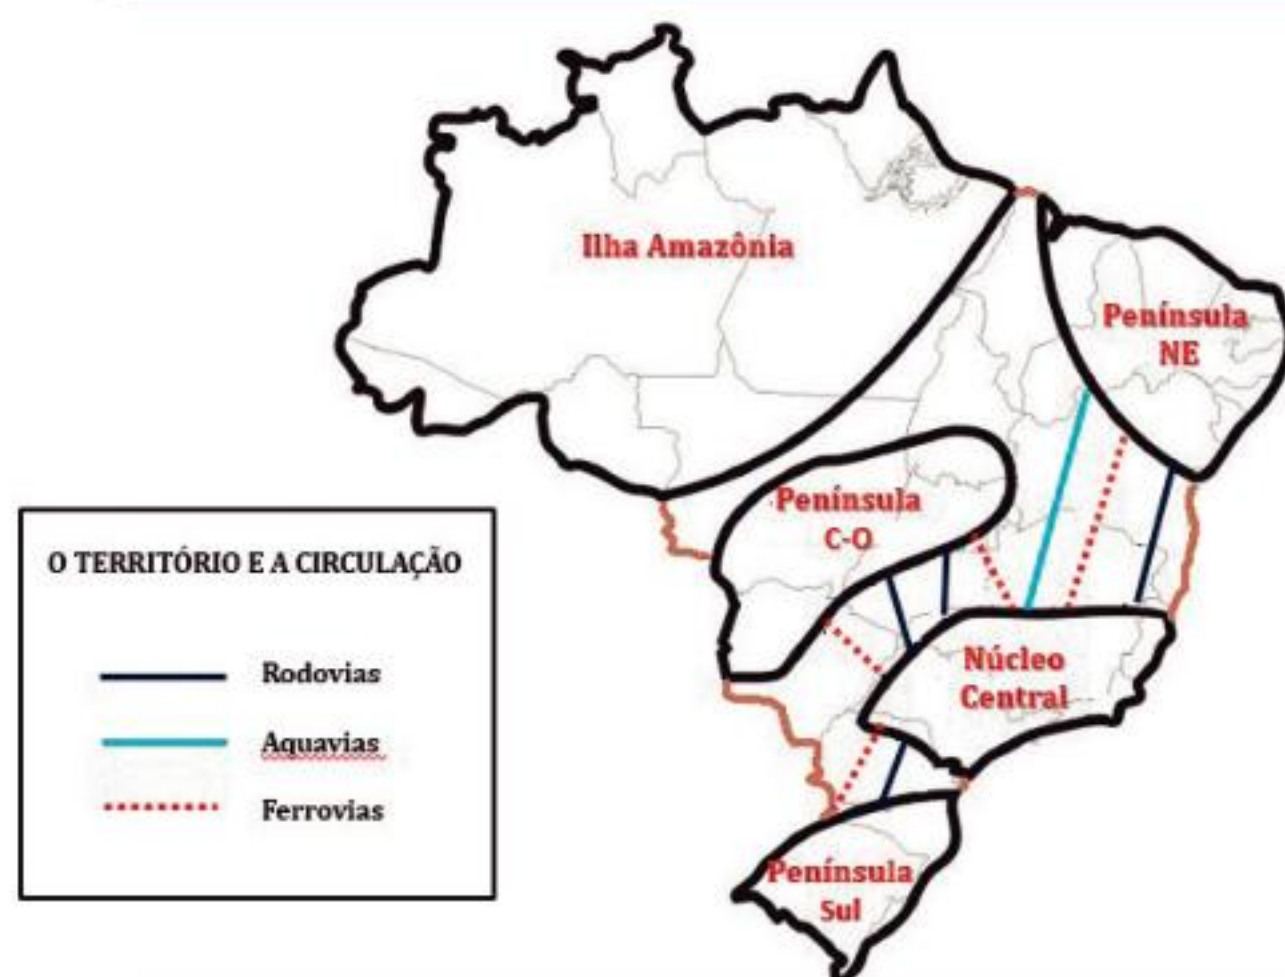 Ilha Amazônia
Península
NE
Península
C-O
Núcleo
Central
Península
Sul
O TERRITÓRIO E A CIRCULAÇÃO
Rodovias
Aquavias
Ferrovias